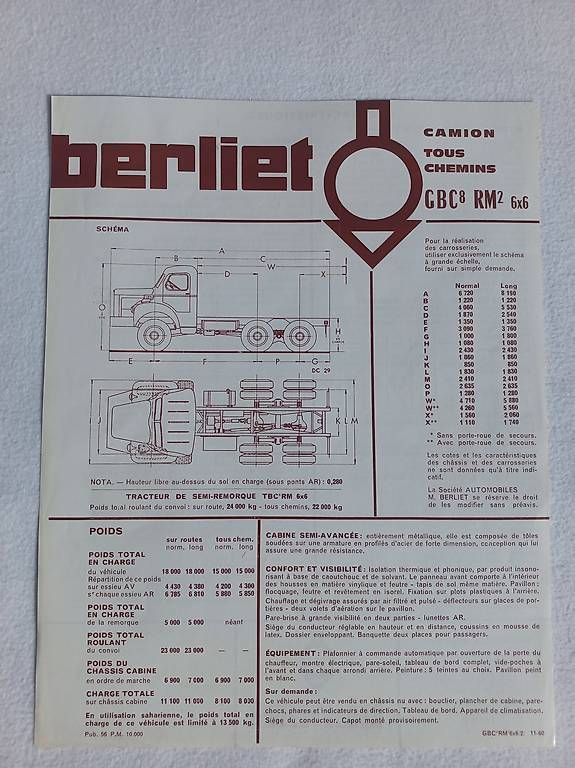 berliet
CAMION
TOUS
CHEMINS
GBC8 RM2 6x6
SCHÉMA
A
B
C
W
D
X
O
H
E
F
P
G
DC 29
J
K
L
M
NOTA. — Hauteur libre au-dessus du sol en charge (sous ponts AR) : 0,280
TRACTEUR DE SEMI-REMORQUE TBC8RM 6x6
Poids total roulant du convoi : sur route, 24 000 kg - tous chemins, 22 000 kg
Pour la réalisation
des carrosseries,
utiliser exclusivement le schéma
à grande échelle,
fourni sur simple demande.
Normal Long
A 6 720 8 190
B 1 220 1 220
C 4 060 5 530
D 1 870 2 540
E 1 350 1 350
F 3 090 3 760
G 1 000 1 800
H 1 080 1 080
I 2 430 2 430
J 1 860 1 860
K 850 850
L 1 830 1 830
M 2 410 2 410
O 2 635 2 635
P 1 280 1 280
W* 4 710 5 880
W** 4 260 5 560
X* 1 560 2 060
X** 1 110 1 740
* Sans porte-roue de secours.
** Avec porte-roue de secours.
Les cotes et les caractéristiques
des châssis et des carrosseries
ne sont données qu'à titre indi-
catif.
La Société AUTOMOBILES
M. BERLIET se réserve le droit
de les modifier sans préavis.
POIDS
sur routes tous chem.
norm. long norm. long
POIDS TOTAL
EN CHARGE
du véhicule 18 000 18 000 15 000 15 000
Répartition de ce poids
sur essieu AV 4 430 4 380 4 200 4 300
sr chaque essieu AR 6 785 6 810 5 880 5 850
POIDS TOTAL
EN CHARGE
de la remorque 5 000 5 000 néant
POIDS TOTAL
ROULANT
du convoi 23 000 23 000 — —
POIDS DU
CHASSIS CABINE
en ordre de marche 6 900 7 000 6 900 7 000
CHARGE TOTALE
sur châssis cabine 11 100 11 000 8 100 8 000
En utilisation saharienne, le poids total en
charge de ce véhicule est limité à 13 500 kg.
Pub. 56 P.M. 10.000
CABINE SEMI-AVANCÉE : entièrement métallique, elle est composée de tôles
soudées sur une armature en profilés d'acier de forte dimension, conception qui lui
assure une grande résistance.
CONFORT ET VISIBILITÉ : Isolation thermique et phonique, par produit insono-
risant à base de caoutchouc et de solvant. Le panneau avant comporte à l'intérieur
des housses en matière vinylique et feutre - tapis de sol même matière. Pavillon :
flocquage, feutre et revêtement en isorel. Fixation sur plots plastiques à l'arrière.
Chauffage et dégivrage assurés par air filtré et pulsé - déflecteurs sur glaces de por-
tières - deux volets d'aération sur le pavillon.
Pare-brise à grande visibilité en deux parties - lunettes AR.
Siège du conducteur réglable en hauteur et en distance, coussins en mousse de
latex. Dossier enveloppant. Banquette deux places pour passagers.
ÉQUIPEMENT : Plafonnier à commande automatique par ouverture de la porte du
chauffeur, montre électrique, pare-soleil, tableau de bord complet, vide-poches à
l'avant et dans chaque arrondi arrière. Peinture : 5 teintes au choix. Pavillon peint
en blanc.
Sur demande :
Ce véhicule peut être vendu en châssis nu avec : bouclier, plancher de cabine, pare-
chocs, phares et indicateurs de direction. Tableau de bord. Appareil de climatisation.
Siège du conducteur. Capot monté provisoirement.
GBC8RM2 6x6/2 11-60